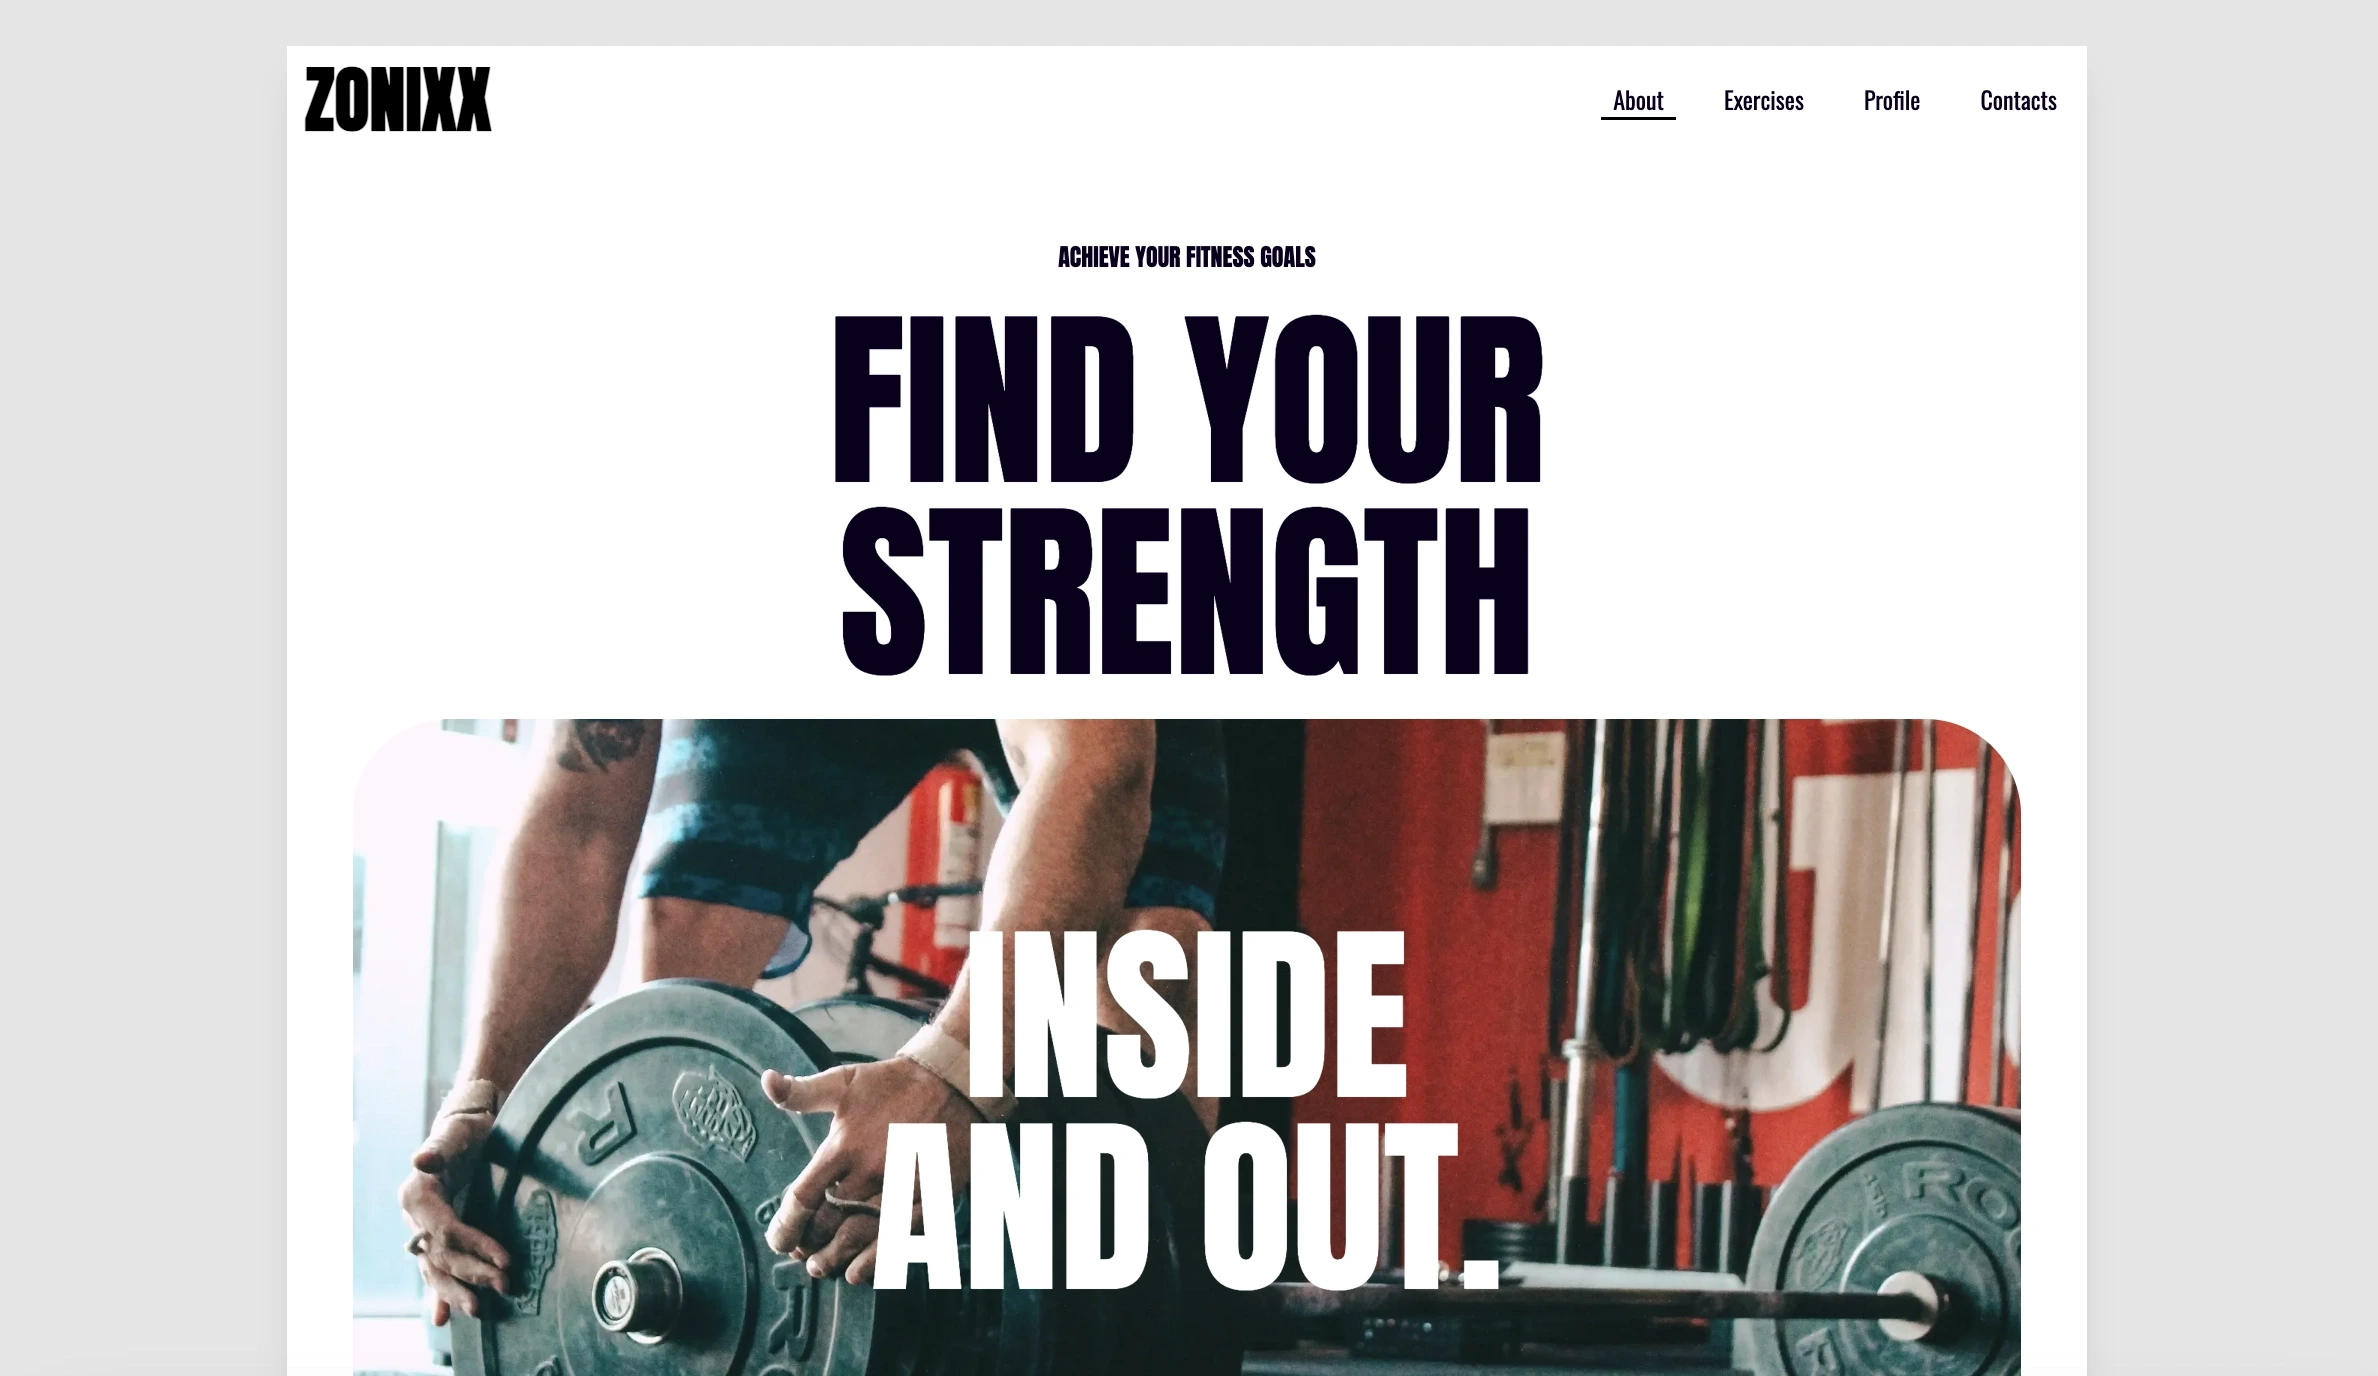 ZONIXX
About Exercises Profile Contacts
ACHIEVE YOUR FITNESS GOALS
FIND YOUR
STRENGTH
INSIDE
AND OUT.